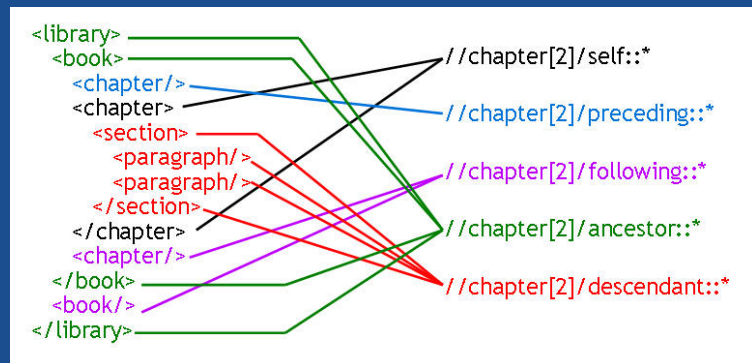 <library>
<book>
<chapter/>
<chapter>
<section>
<paragraph/>
<paragraph/>
</section>
</chapter>
<chapter/>
</book>
<book/>
</library>
//chapter[2]/self::*
//chapter[2]/preceding::*
//chapter[2]/following::*
//chapter[2]/ancestor::*
//chapter[2]/descendant::*